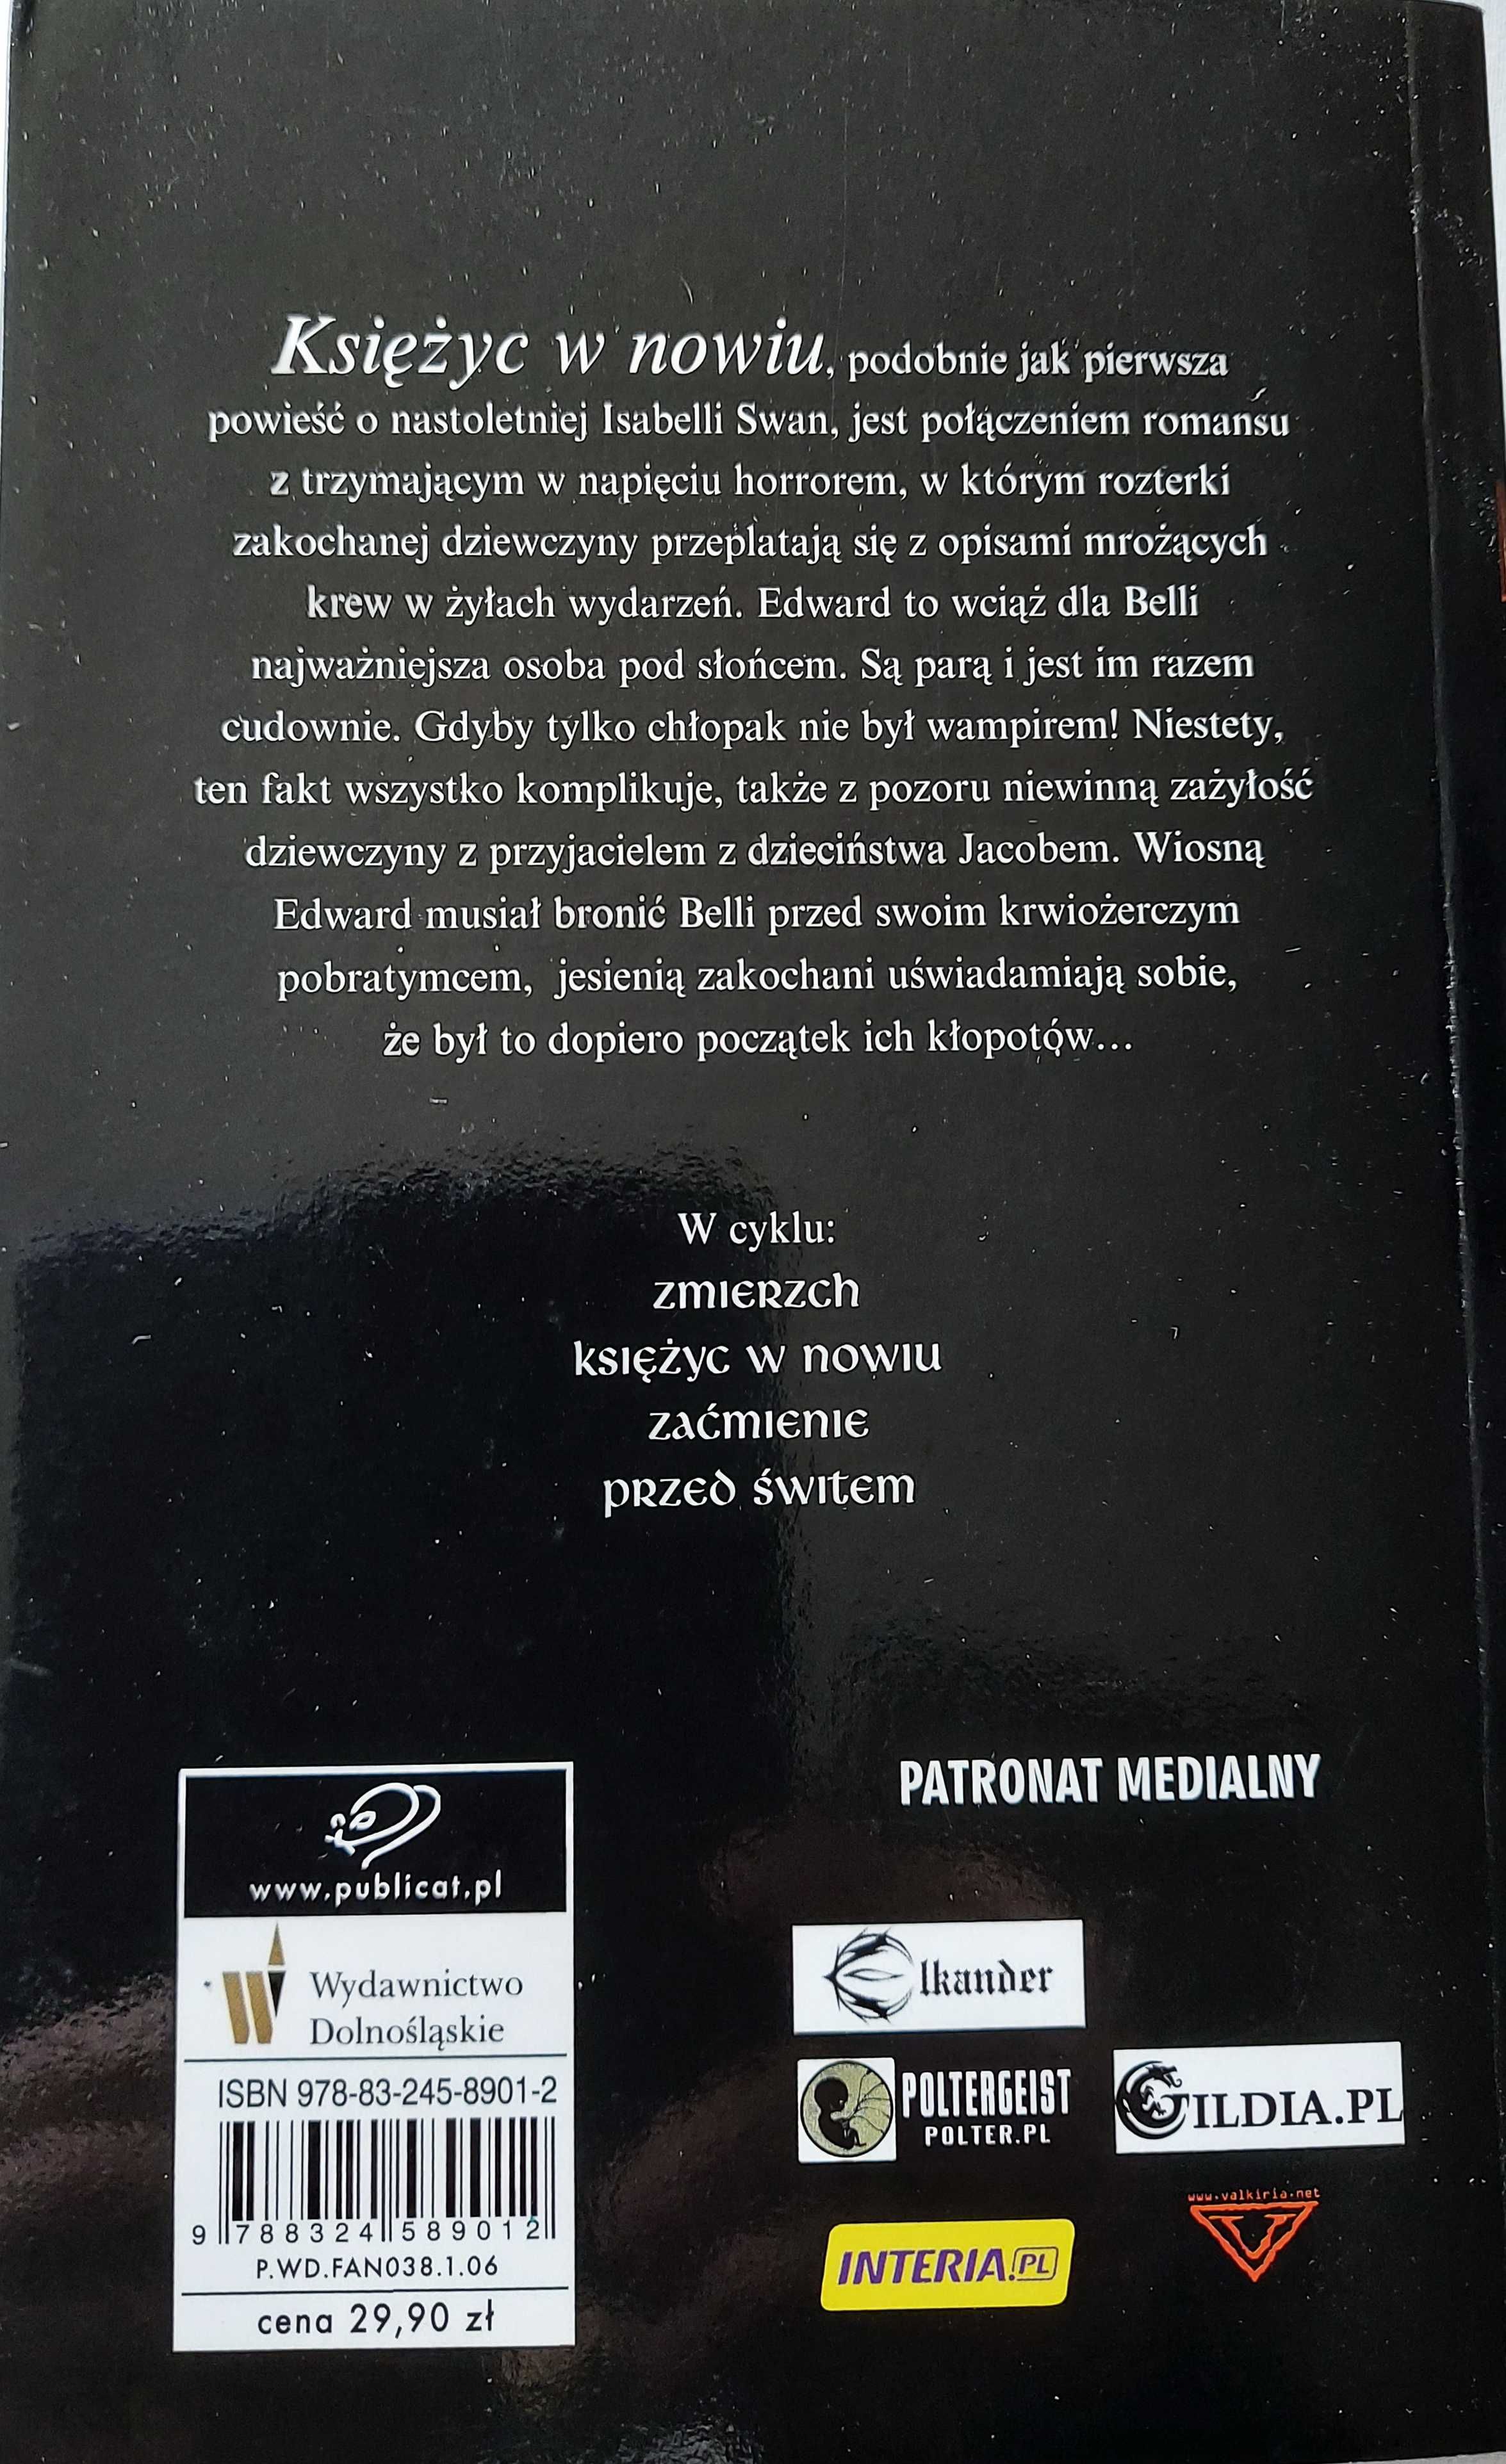 Księżyc w nowiu, podobnie jak pierwsza
powieść o nastoletniej Isabelli Swan, jest połączeniem romansu
z trzymającym w napięciu horrorem, w którym rozterki
zakochanej dziewczyny przeplatają się z opisami mrożących
krew w żyłach wydarzeń. Edward to wciąż dla Belli
najważniejsza osoba pod słońcem. Są parą i jest im razem
cudownie. Gdyby tylko chłopak nie był wampirem! Niestety,
ten fakt wszystko komplikuje, także z pozoru niewinną zażyłość
dziewczyny z przyjacielem z dzieciństwa Jacobem. Wiosną
Edward musiał bronić Belli przed swoim krwiożerczym
pobratymcem, jesienią zakochani uświadamiają sobie,
że był to dopiero początek ich kłopotów...
W cyklu:
zmierzch
księżyc w nowiu
zaćmienie
przed świtem
PATRONAT MEDIALNY
www.publicat.pl
Wydawnictwo
Dolnośląskie
ISBN 978-83-245-8901-2
9 788324 589012
P.WD.FAN038.1.06
cena 29,90 zł
Elkander
POLTERGEIST
POLTER.PL
GILDIA.PL
www.valkiria.net
V
INTERIA.PL